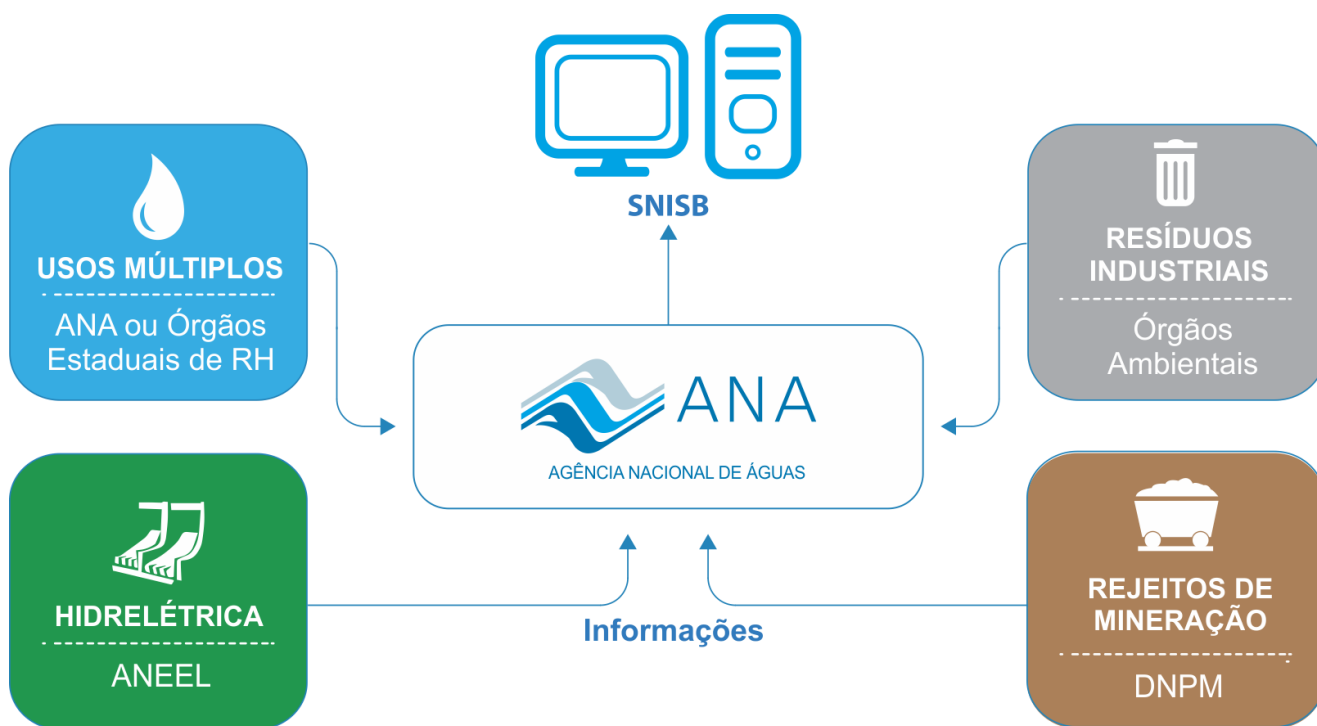 SNISB
USOS MÚLTIPLOS
ANA ou Órgãos
Estaduais de RH
RESÍDUOS
INDUSTRIAIS
Órgãos
Ambientais
ANA
AGÊNCIA NACIONAL DE ÁGUAS
HIDRELÉTRICA
ANEEL
Informações
REJEITOS DE
MINERAÇÃO
DNPM